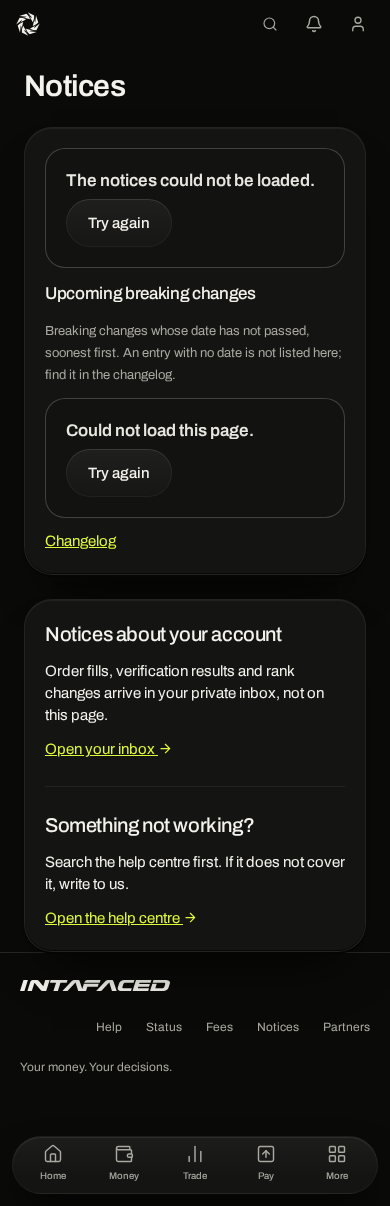 Notices
The notices could not be loaded.
Try again
Upcoming breaking changes
Breaking changes whose date has not passed,
soonest first. An entry with no date is not listed here;
find it in the changelog.
Could not load this page.
Try again
Changelog
Notices about your account
Order fills, verification results and rank
changes arrive in your private inbox, not on
this page.
Open your inbox →
Something not working?
Search the help centre first. If it does not cover
it, write to us.
Open the help centre →
INTAFACED
Help Status Fees Notices Partners
Your money. Your decisions.
Home Money Trade Pay More